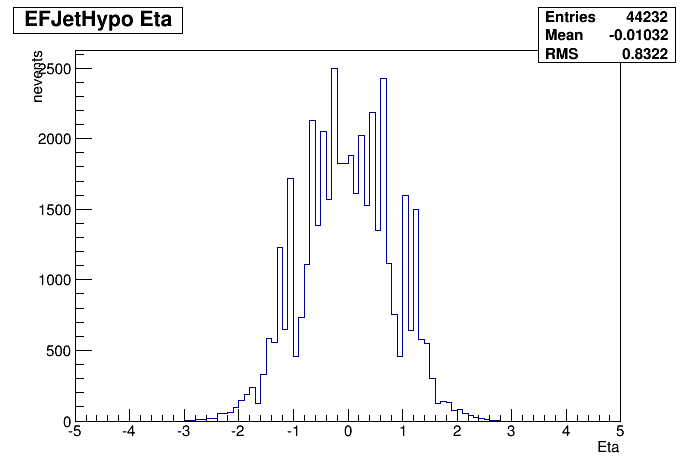 EFJetHypo Eta
Entries 44232
Mean -0.01032
RMS 0.8322
nevents
2500
2000
1500
1000
500
0
-5 -4 -3 -2 -1 0 1 2 3 4 5
Eta